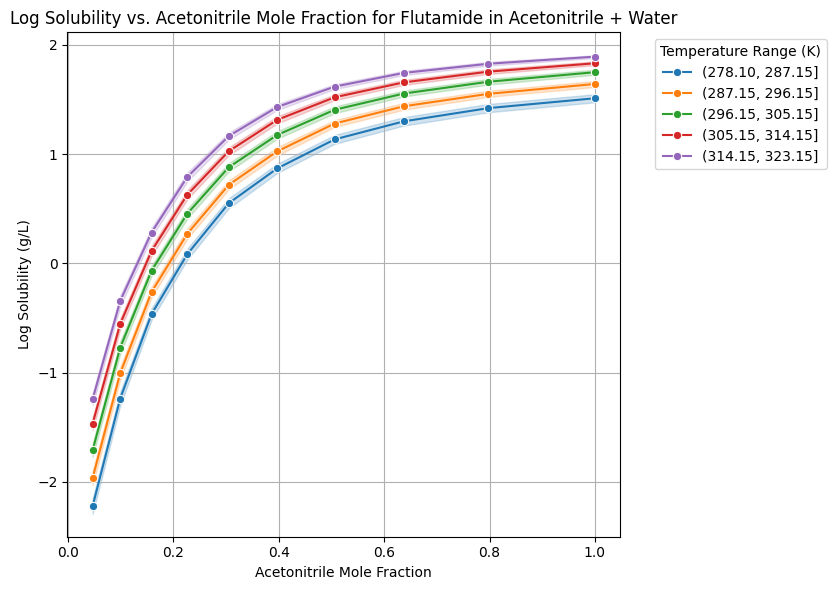 Log Solubility vs. Acetonitrile Mole Fraction for Flutamide in Acetonitrile + Water
Temperature Range (K)
(278.10, 287.15]
(287.15, 296.15]
(296.15, 305.15]
(305.15, 314.15]
(314.15, 323.15]
Log Solubility (g/L)
2
1
0
−1
−2
0.0 0.2 0.4 0.6 0.8 1.0
Acetonitrile Mole Fraction